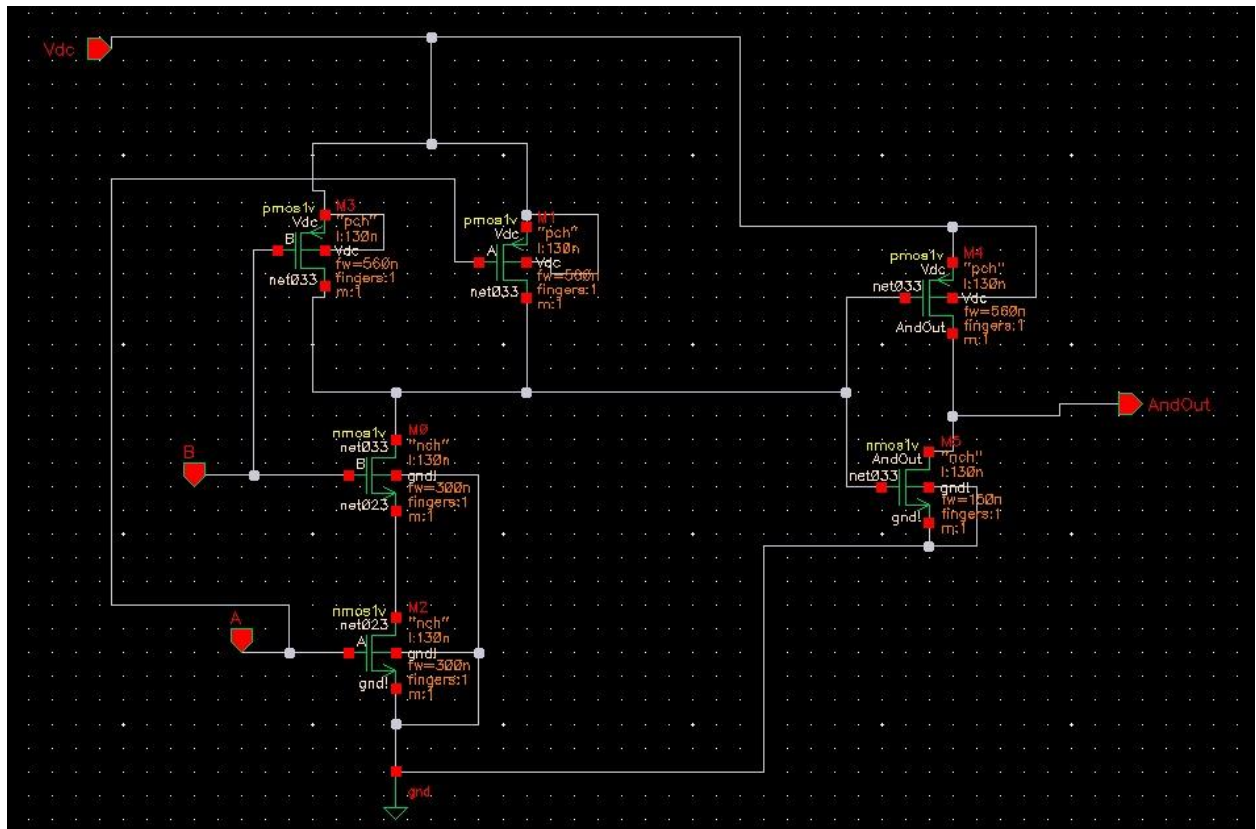 Vdc
M3
pmos1v
"pch"
Vdc
l:130n
B
Vdc
fw=560n
net033
fingers:1
m:1
M1
pmos1v
"pch"
Vdc
l:130n
A
Vdc
fw=560n
net033
fingers:1
m:1
M4
pmos1v
"pch"
Vdc
l:130n
net033
Vdc
fw=560n
AndOut
fingers:1
m:1
AndOut
M0
nmos1v
"nch"
net033
l:130n
B
gnd!
fw=300n
net023
fingers:1
m:1
B
M5
nmos1v
"nch"
AndOut
l:130n
net033
gnd!
fw=150n
gnd!
fingers:1
m:1
M2
nmos1v
"nch"
net023
l:130n
A
gnd!
fw=300n
gnd!
fingers:1
m:1
A
gnd